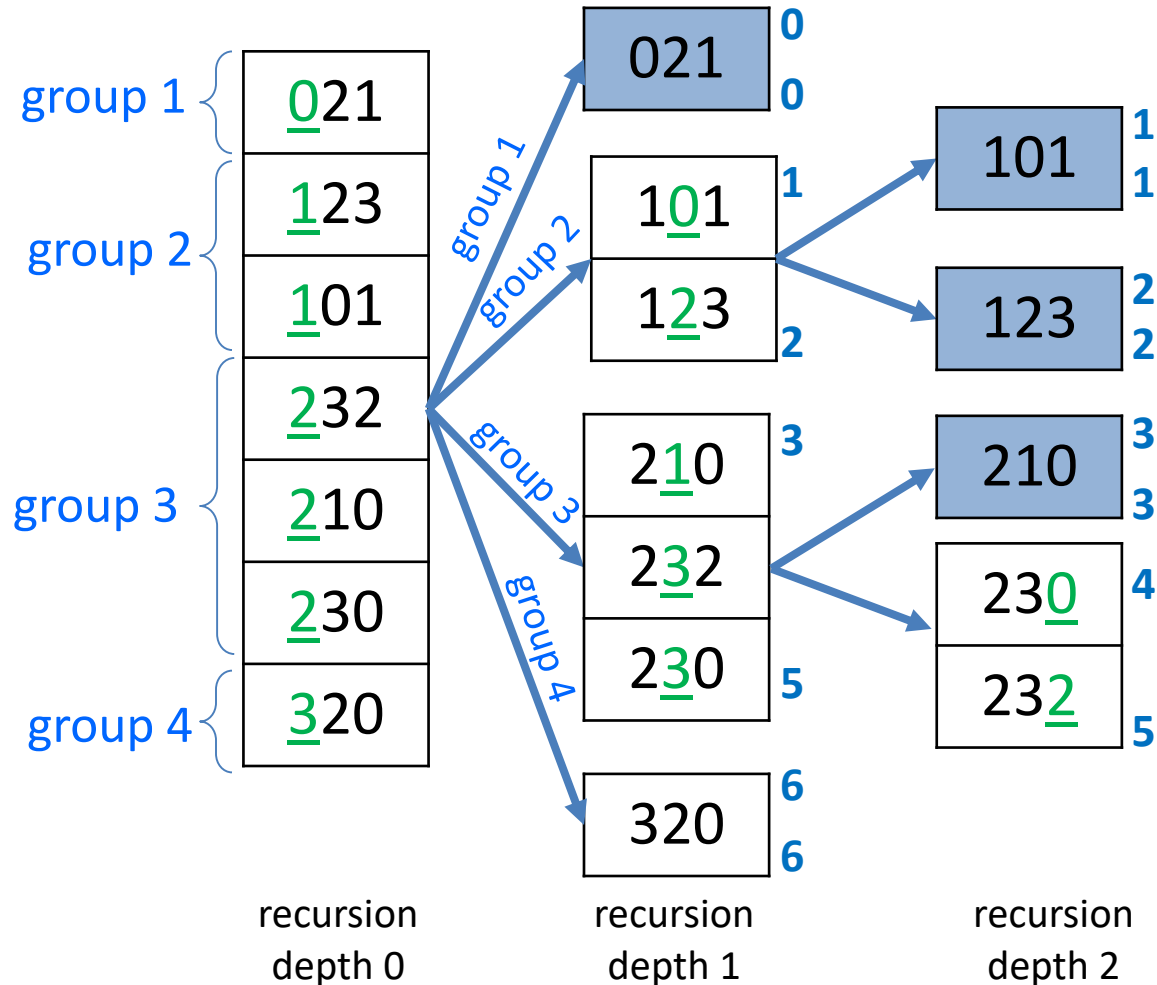 group 1
021
group 2
123
101
group 3
232
210
230
group 4
320
recursion
depth 0
group 1
group 2
group 3
group 4
0
021
0
1
101
123
2
3
210
232
230
5
6
320
6
recursion
depth 1
1
101
1
2
123
2
3
210
3
4
230
232
5
recursion
depth 2